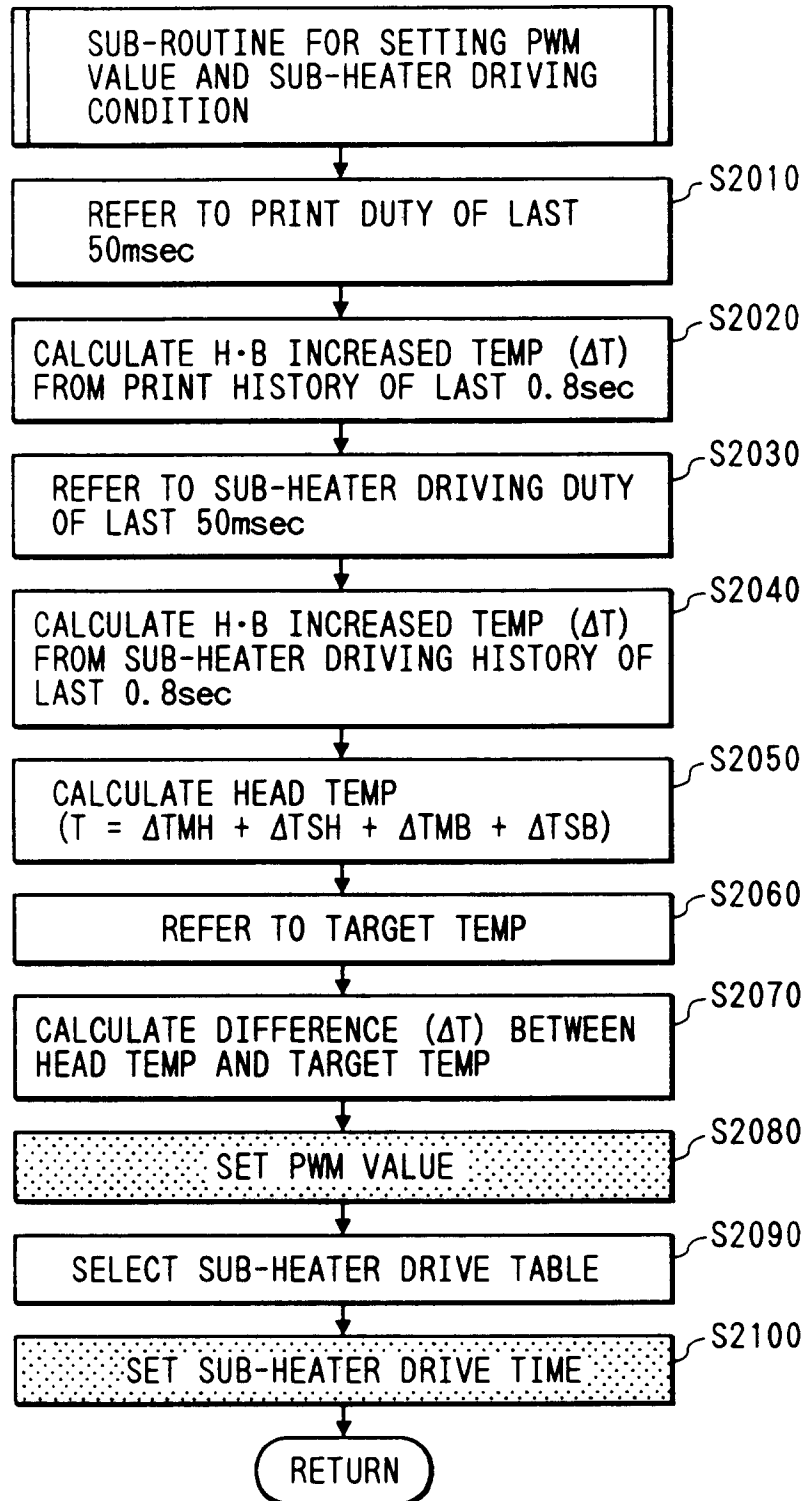 SUB-ROUTINE FOR SETTING PWM
VALUE AND SUB-HEATER DRIVING
CONDITION
S2010
REFER TO PRINT DUTY OF LAST
50msec
S2020
CALCULATE H·B INCREASED TEMP (ΔT)
FROM PRINT HISTORY OF LAST 0.8sec
S2030
REFER TO SUB-HEATER DRIVING DUTY
OF LAST 50msec
S2040
CALCULATE H·B INCREASED TEMP (ΔT)
FROM SUB-HEATER DRIVING HISTORY OF
LAST 0.8sec
S2050
CALCULATE HEAD TEMP
(T = ΔTMH + ΔTSH + ΔTMB + ΔTSB)
S2060
REFER TO TARGET TEMP
S2070
CALCULATE DIFFERENCE (ΔT) BETWEEN
HEAD TEMP AND TARGET TEMP
S2080
SET PWM VALUE
S2090
SELECT SUB-HEATER DRIVE TABLE
S2100
SET SUB-HEATER DRIVE TIME
RETURN